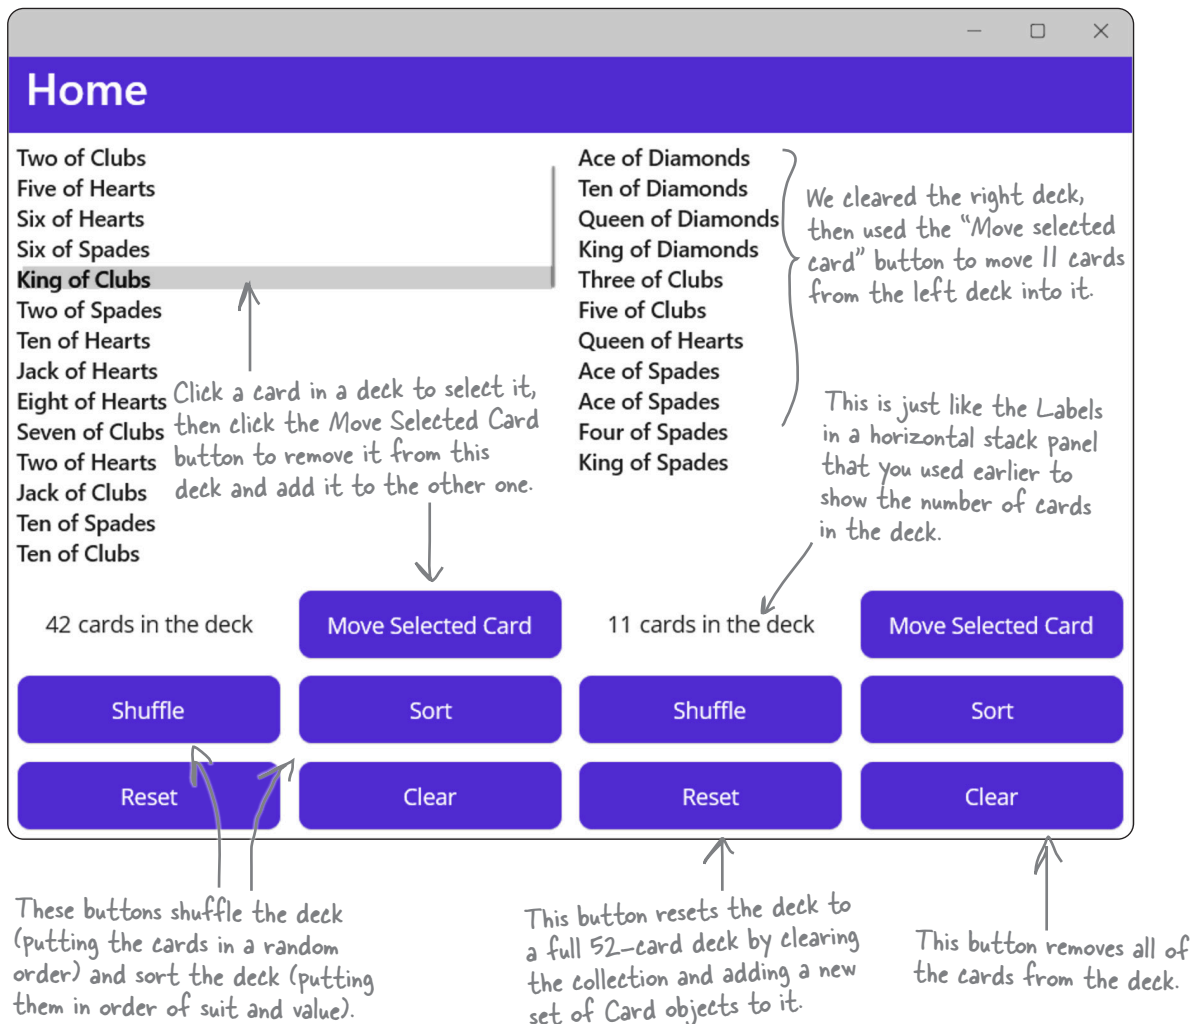 Home
Two of Clubs
Five of Hearts
Six of Hearts
Six of Spades
King of Clubs
Two of Spades
Ten of Hearts
Jack of Hearts
Eight of Hearts
Seven of Clubs
Two of Hearts
Jack of Clubs
Ten of Spades
Ten of Clubs
Click a card in a deck to select it,
then click the Move Selected Card
button to remove it from this
deck and add it to the other one.
Ace of Diamonds
Ten of Diamonds
Queen of Diamonds
King of Diamonds
Three of Clubs
Five of Clubs
Queen of Hearts
Ace of Spades
Ace of Spades
Four of Spades
King of Spades
We cleared the right deck,
then used the “Move selected
card” button to move 11 cards
from the left deck into it.
This is just like the Labels
in a horizontal stack panel
that you used earlier to
show the number of cards
in the deck.
42 cards in the deck
Move Selected Card
11 cards in the deck
Move Selected Card
Shuffle
Sort
Shuffle
Sort
Reset
Clear
Reset
Clear
These buttons shuffle the deck
(putting the cards in a random
order) and sort the deck (putting
them in order of suit and value).
This button resets the deck to
a full 52-card deck by clearing
the collection and adding a new
set of Card objects to it.
This button removes all of
the cards from the deck.